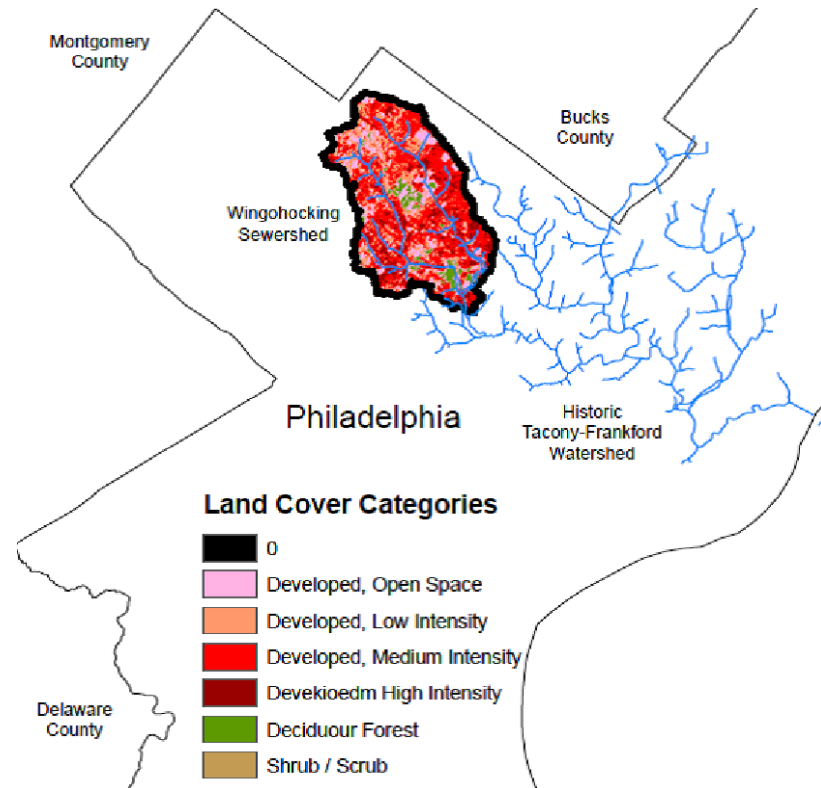 Montgomery
County
Bucks
County
Wingohocking
Sewershed
Philadelphia
Historic
Tacony-Frankford
Watershed
Land Cover Categories
0
Developed, Open Space
Developed, Low Intensity
Developed, Medium Intensity
Devekioedm High Intensity
Deciduour Forest
Shrub / Scrub
Delaware
County